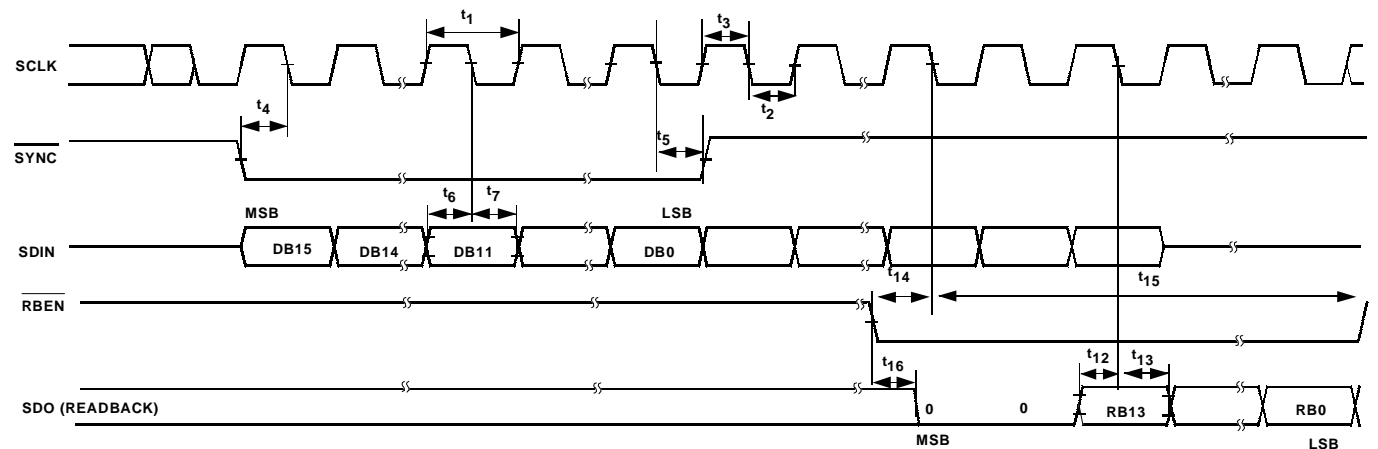 t1
t3
SCLK
t4
t2
t5
SYNC
t6 t7
MSB LSB
SDIN DB15 DB14 DB11 DB0
t14 t15
RBEN
t16 t12 t13
SDO (READBACK) 0 0 RB13 RB0
MSB LSB